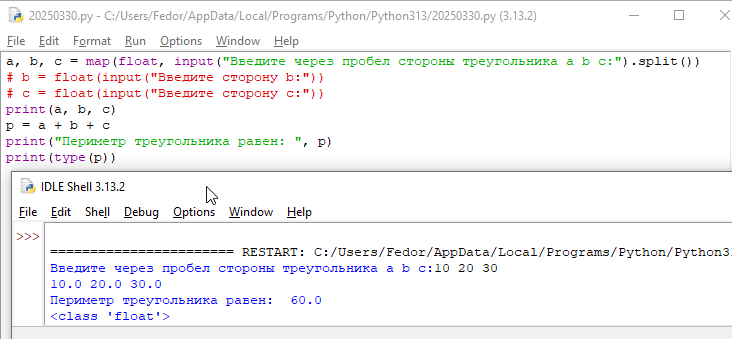 20250330.py - C:/Users/Fedor/AppData/Local/Programs/Python/Python313/20250330.py (3.13.2)
File Edit Format Run Options Window Help
a, b, c = map(float, input("Введите через пробел стороны треугольника a b c:").split())
# b = float(input("Введите сторону b:"))
# c = float(input("Введите сторону c:"))
print(a, b, c)
p = a + b + c
print("Периметр треугольника равен: ", p)
print(type(p))
IDLE Shell 3.13.2
File Edit Shell Debug Options Window Help
>>>
======================= RESTART: C:/Users/Fedor/AppData/Local/Programs/Python/Python31
Введите через пробел стороны треугольника a b c:10 20 30
10.0 20.0 30.0
Периметр треугольника равен:  60.0
<class 'float'>